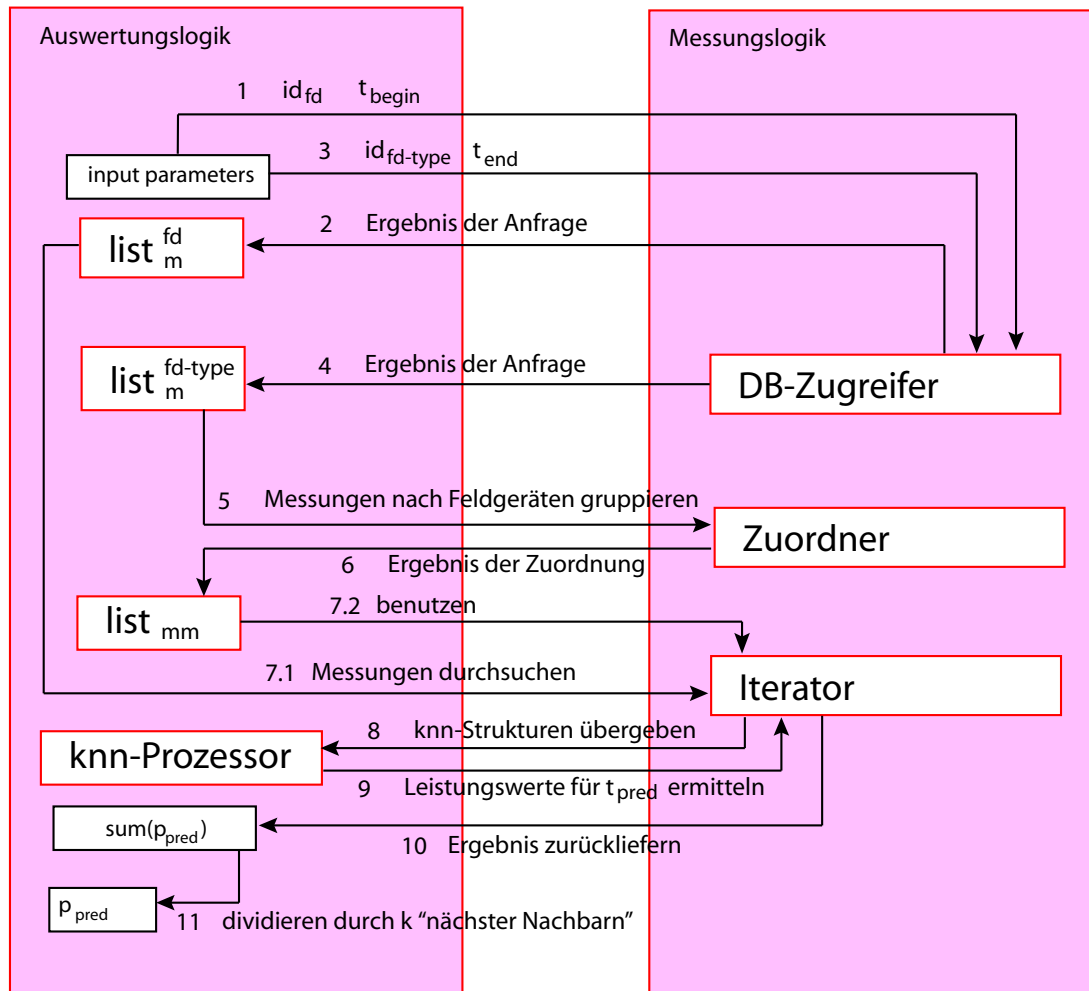 Auswertungslogik
Messungslogik
1 id fd t begin
3 id fd-type t end
input parameters
2 Ergebnis der Anfrage
list fd m
4 Ergebnis der Anfrage
list fd-type m
DB-Zugreifer
5 Messungen nach Feldgeräten gruppieren
Zuordner
6 Ergebnis der Zuordnung
7.2 benutzen
list mm
7.1 Messungen durchsuchen
Iterator
8 knn-Strukturen übergeben
knn-Prozessor
9 Leistungswerte für t pred ermitteln
sum(p pred)
10 Ergebnis zurückliefern
p pred
11 dividieren durch k “nächster Nachbarn”